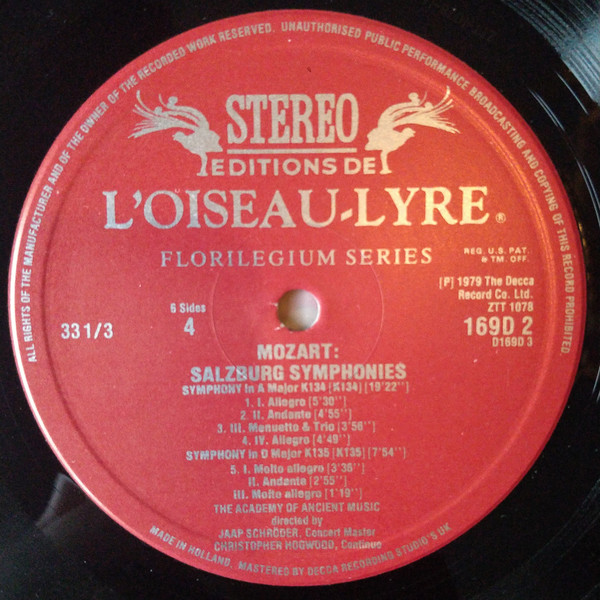 ALL RIGHTS OF THE MANUFACTURER AND OF THE OWNER OF THE RECORDED WORK RESERVED. UNAUTHORISED PUBLIC PERFORMANCE BROADCASTING AND COPYING OF THIS RECORD PROHIBITED.
STEREO
EDITIONS DE
L'OISEAU-LYRE®
FLORILEGIUM SERIES
REG. U.S. PAT.
& TM. OFF.
[P] 1979 The Decca
Record Co. Ltd.
ZTT 1078
33 1/3
6 Sides
4
169D 2
D169D 3
MOZART:
SALZBURG SYMPHONIES
SYMPHONY in A Major K134 [K134] [19'22"]
1. I. Allegro [5'30"]
2. II. Andante [4'55"]
3. III. Menuetto & Trio [3'56"]
4. IV. Allegro [4'49"]
SYMPHONY in D Major K135 [K135] [7'54"]
5. I. Molto allegro [3'36"]
II. Andante [2'55"]
III. Molto allegro [1'19"]
THE ACADEMY OF ANCIENT MUSIC
directed by
JAAP SCHRÖDER, Concert Master
CHRISTOPHER HOGWOOD, Continuo
MADE IN HOLLAND. MASTERED BY DECCA RECORDING STUDIO'S UK